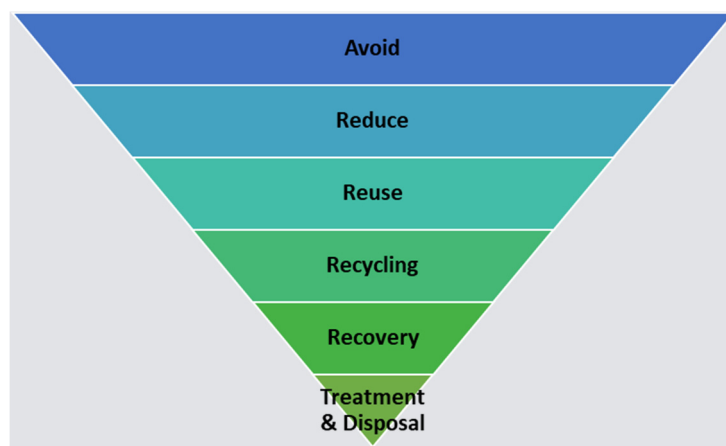 Avoid
Reduce
Reuse
Recycling
Recovery
Treatment
& Disposal